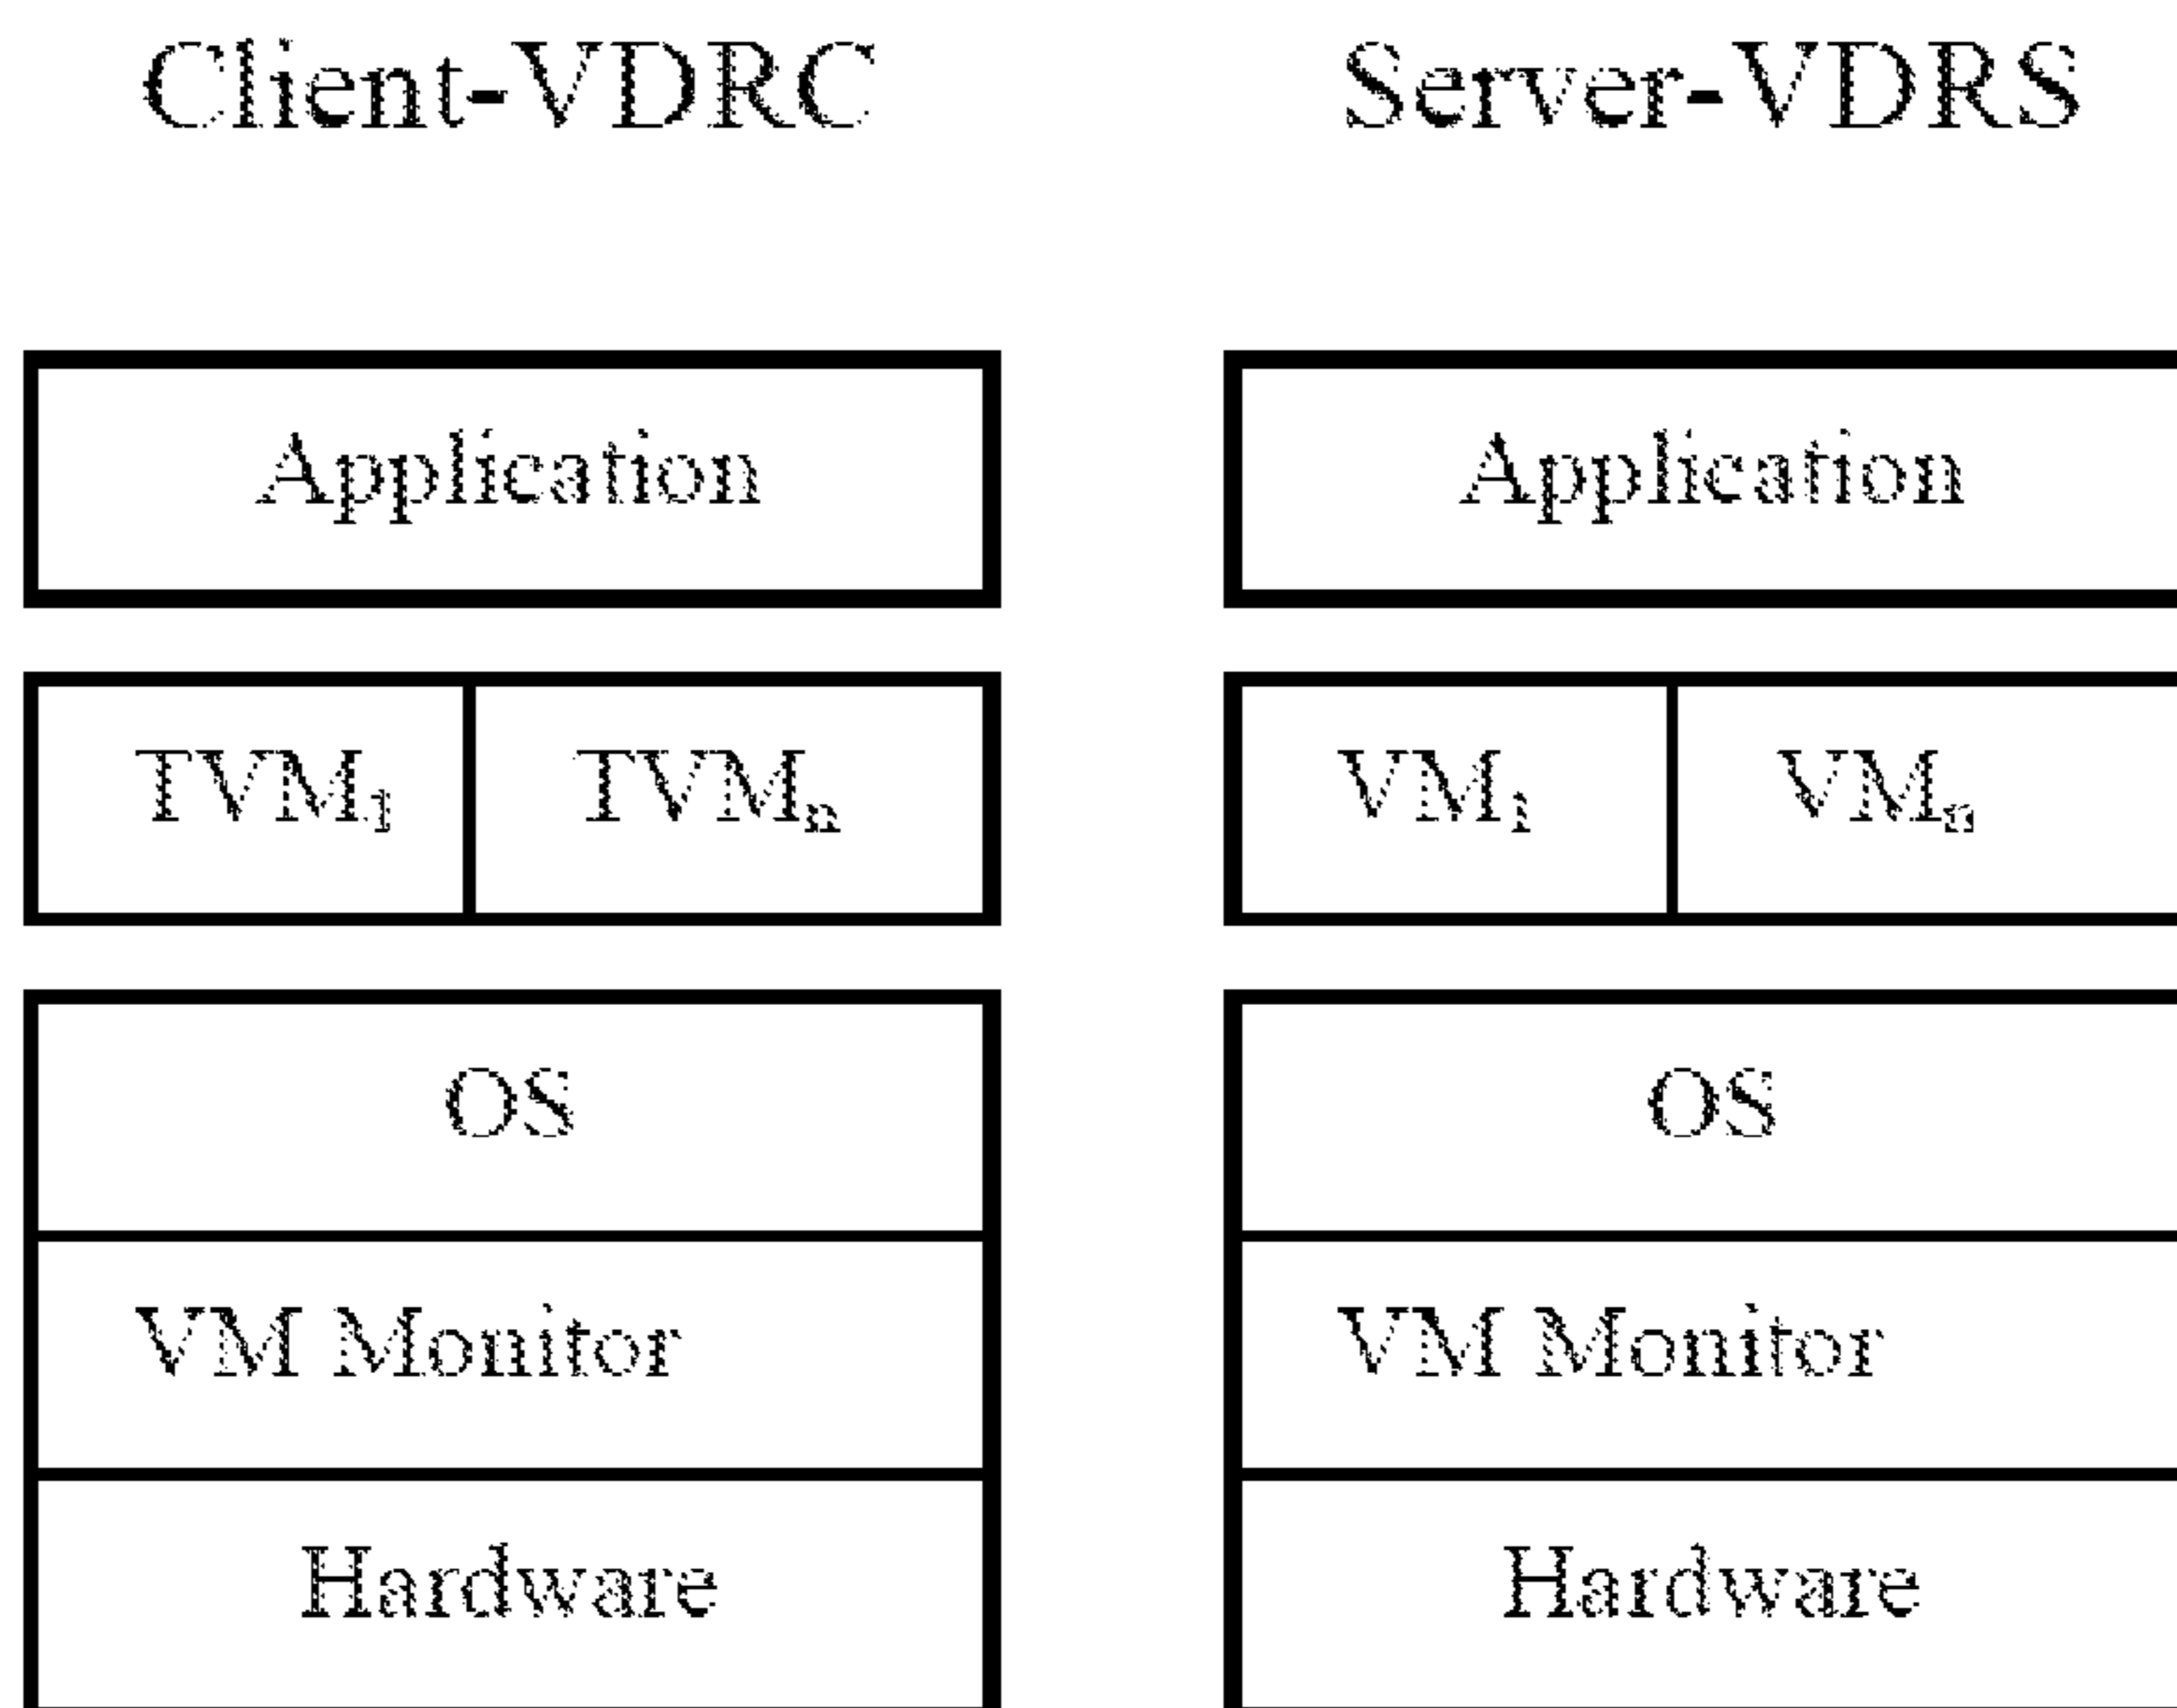 Client-VDRC
Server-VDRS
Application
Application
TVM₁ TVMₙ
VM₁ VMₙ
OS
OS
VM Monitor
VM Monitor
Hardware
Hardware